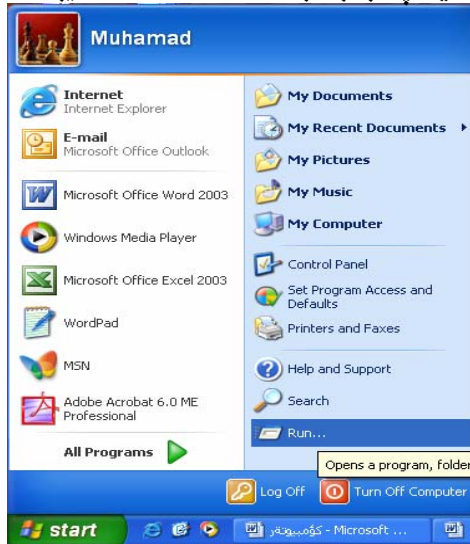 Muhamad
Internet
Internet Explorer
E-mail
Microsoft Office Outlook
Microsoft Office Word 2003
Windows Media Player
Microsoft Office Excel 2003
WordPad
MSN
Adobe Acrobat 6.0 ME
Professional
All Programs
My Documents
My Recent Documents
My Pictures
My Music
My Computer
Control Panel
Set Program Access and
Defaults
Printers and Faxes
Help and Support
Search
Run...
Opens a program, folder
Log Off
Turn Off Computer
start
كۆمپیوتەر - Microsoft ...